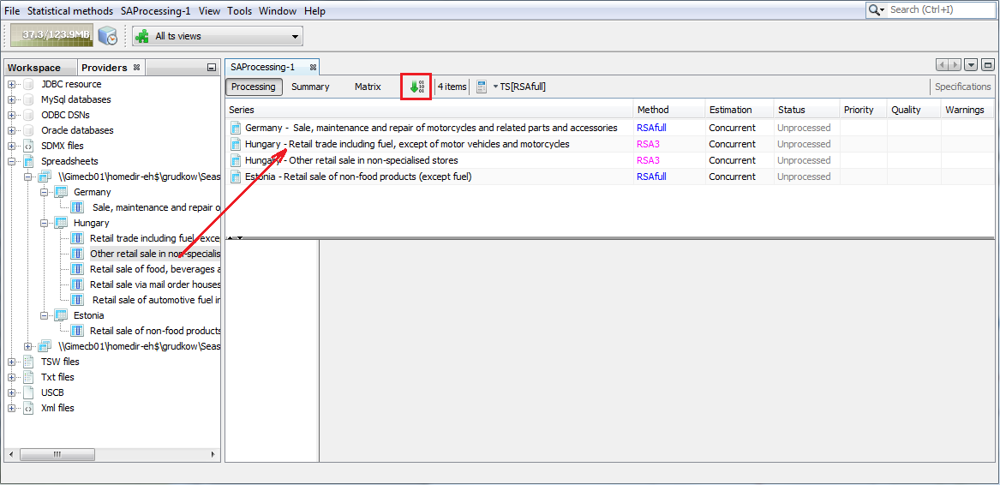 File Statistical methods SAProcessing-1 View Tools Window Help Search (Ctrl+I)
37.3/123.9MB All ts views
Workspace Providers
JDBC resource
MySql databases
ODBC DSNs
Oracle databases
SDMX files
Spreadsheets
\\Gimecb01\homedir-eh$\grudkow\Seas
Germany
Sale, maintenance and repair o
Hungary
Retail trade including fuel, exce
Other retail sale in non-specialis
Retail sale of food, beverages a
Retail sale via mail order houses
Retail sale of automotive fuel in
Estonia
Retail sale of non-food products
\\Gimecb01\homedir-eh$\grudkow\Seas
TSW files
Txt files
USCB
Xml files
SAProcessing-1
Processing Summary Matrix 4 items TS[RSAfull] Specifications
Series Method Estimation Status Priority Quality Warnings
Germany - Sale, maintenance and repair of motorcycles and related parts and accessories RSAfull Concurrent Unprocessed
Hungary - Retail trade including fuel, except of motor vehicles and motorcycles RSA3 Concurrent Unprocessed
Hungary - Other retail sale in non-specialised stores RSA3 Concurrent Unprocessed
Estonia - Retail sale of non-food products (except fuel) RSAfull Concurrent Unprocessed